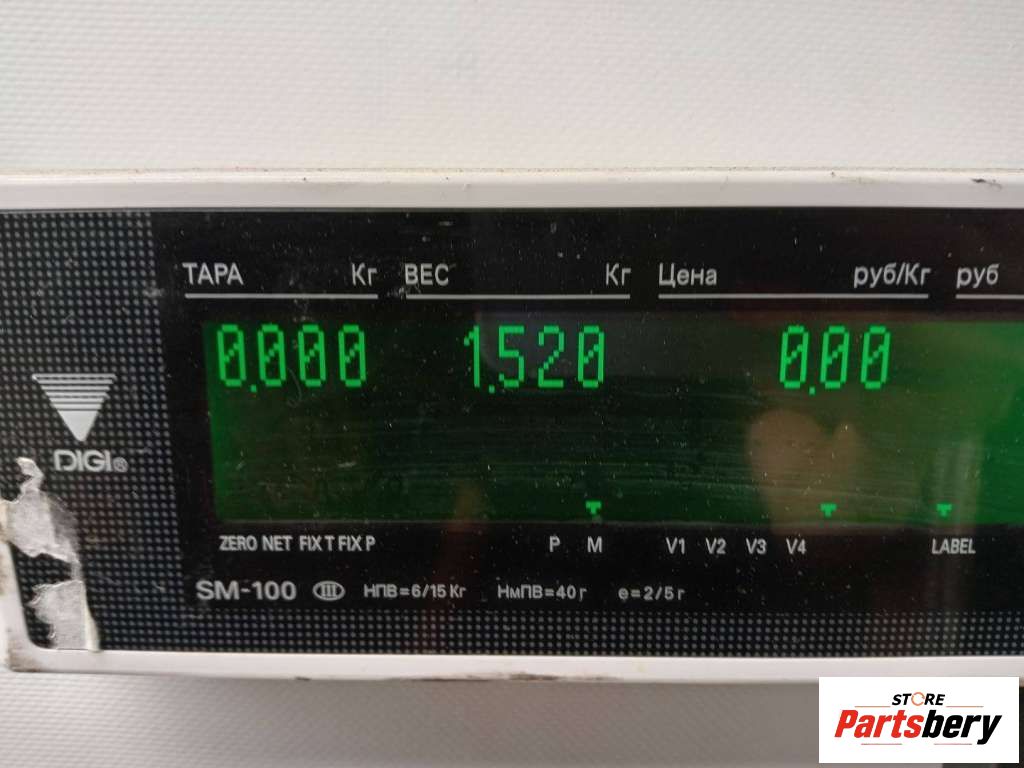 ТАРА Кг ВЕС Кг Цена руб/Кг руб
0.000 1.520 0.00
DIGI®
ZERO NET FIX T FIX P P M V1 V2 V3 V4 LABEL
SM-100 III НПВ=6/15 Кг НмПВ=40 г e=2/5 г
STORE
Partsbery